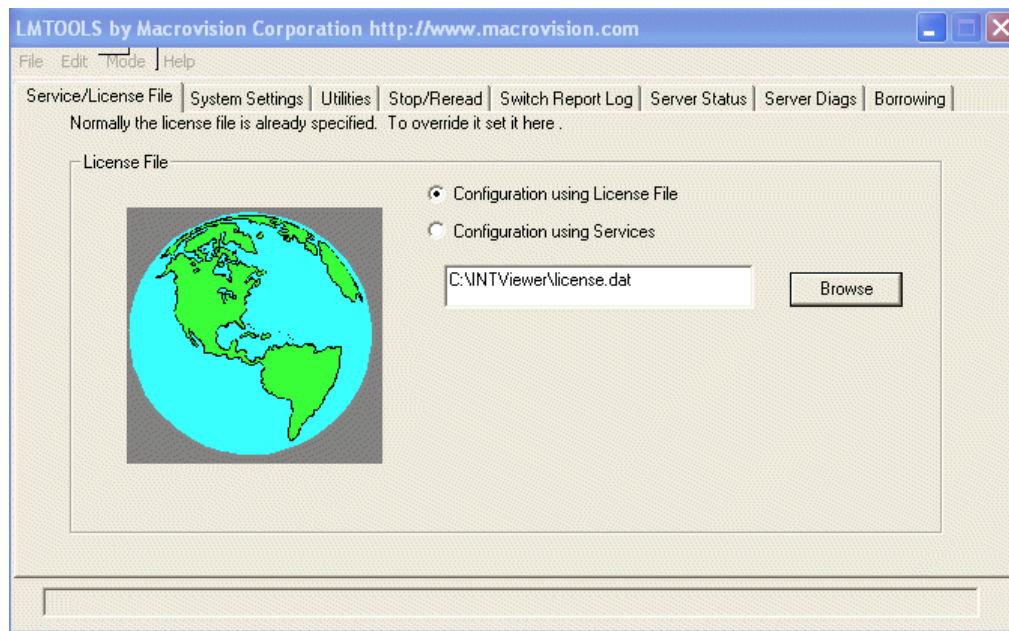 LMTOOLS by Macrovision Corporation http://www.macrovision.com
File Edit Mode Help
Service/License File System Settings Utilities Stop/Reread Switch Report Log Server Status Server Diags Borrowing
Normally the license file is already specified. To override it set it here .
License File
Configuration using License File
Configuration using Services
C:\INTViewer\license.dat
Browse